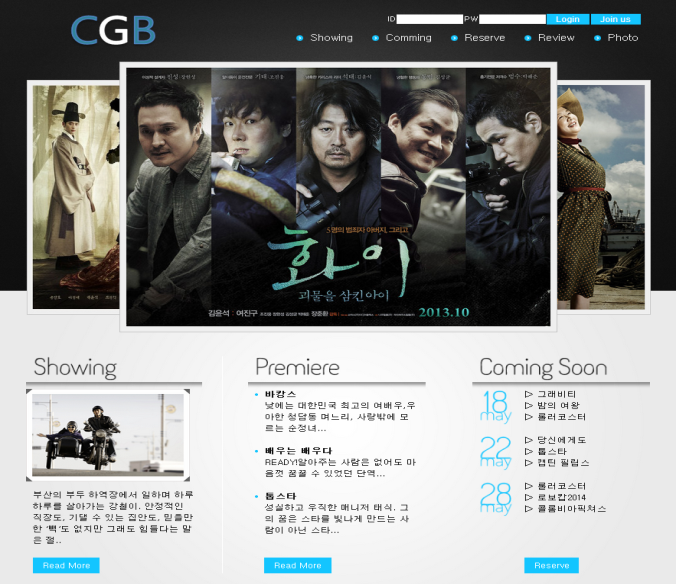 CGB
ID PW Login Join us
Showing Comming Reserve Review Photo
5명의 범죄자 아버지, 그리고
화이
괴물을 삼킨 아이
김윤석 : 여진구
2013.10
Showing
부산의 부두 하역장에서 일하며 하루
하루를 살아가는 강철이. 안정적인
직장도, 기댈 수 있는 집안도, 믿을만
한 '빽'도 없지만 그래도 힘들다는 말
은 절..
Read More
Premiere
바캉스
낮에는 대한민국 최고의 여배우,우
아한 청담동 며느리, 사랑밖에 모
르는 순정녀...
배우는 배우다
READY!알아주는 사람은 없어도 마
음껏 꿈꿀 수 있었던 단역...
톱스타
성실하고 우직한 매니저 태식. 그
의 꿈은 스타를 빛나게 만드는 사
람이 아닌 스타...
Read More
Coming Soon
18 may
▷ 그래비티
▷ 밤의 여왕
▷ 롤러코스터
22 may
▷ 당신에게도
▷ 톱스타
▷ 캡틴 필립스
28 may
▷ 롤러코스터
▷ 로보캅2014
▷ 콜롬비아픽쳐스
Reserve